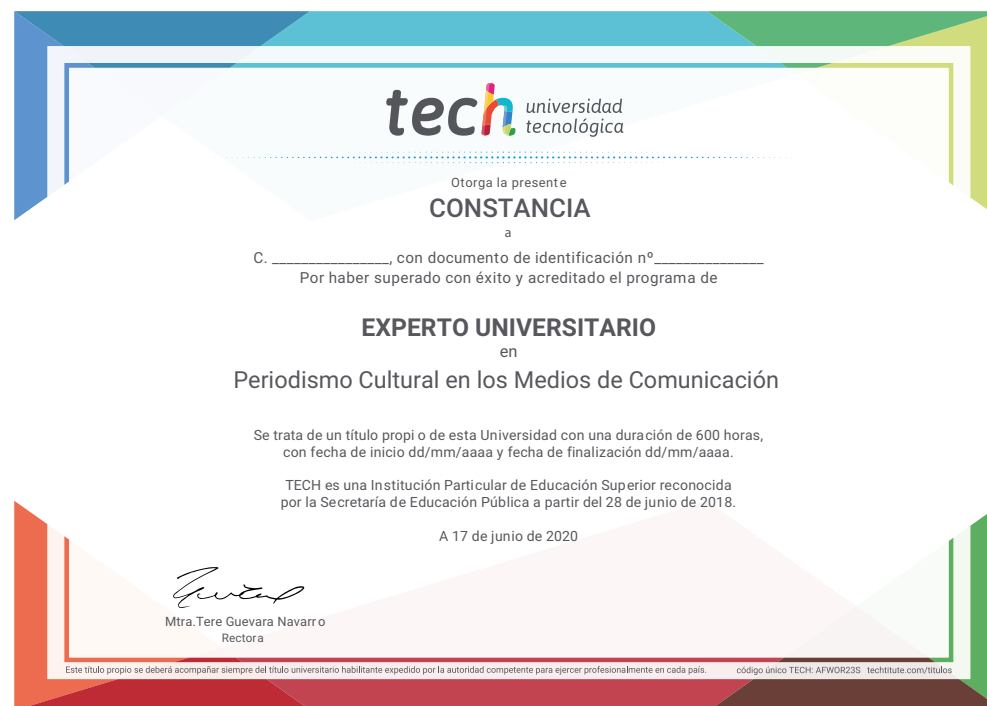 tech universidad
tecnológica
Otorga la presente
CONSTANCIA
a
C. ________________, con documento de identificación nº_______________
Por haber superado con éxito y acreditado el programa de
EXPERTO UNIVERSITARIO
en
Periodismo Cultural en los Medios de Comunicación
Se trata de un título propi o de esta Universidad con una duración de 600 horas,
con fecha de inicio dd/mm/aaaa y fecha de finalización dd/mm/aaaa.
TECH es una Institución Particular de Educación Superior reconocida
por la Secretaría de Educación Pública a partir del 28 de junio de 2018.
A 17 de junio de 2020
Mtra.Tere Guevara Navarro
Rectora
Este título propio se deberá acompañar siempre del título universitario habilitante expedido por la autoridad competente para ejercer profesionalmente en cada país. código único TECH: AFWOR23S techtitute.com/titulos